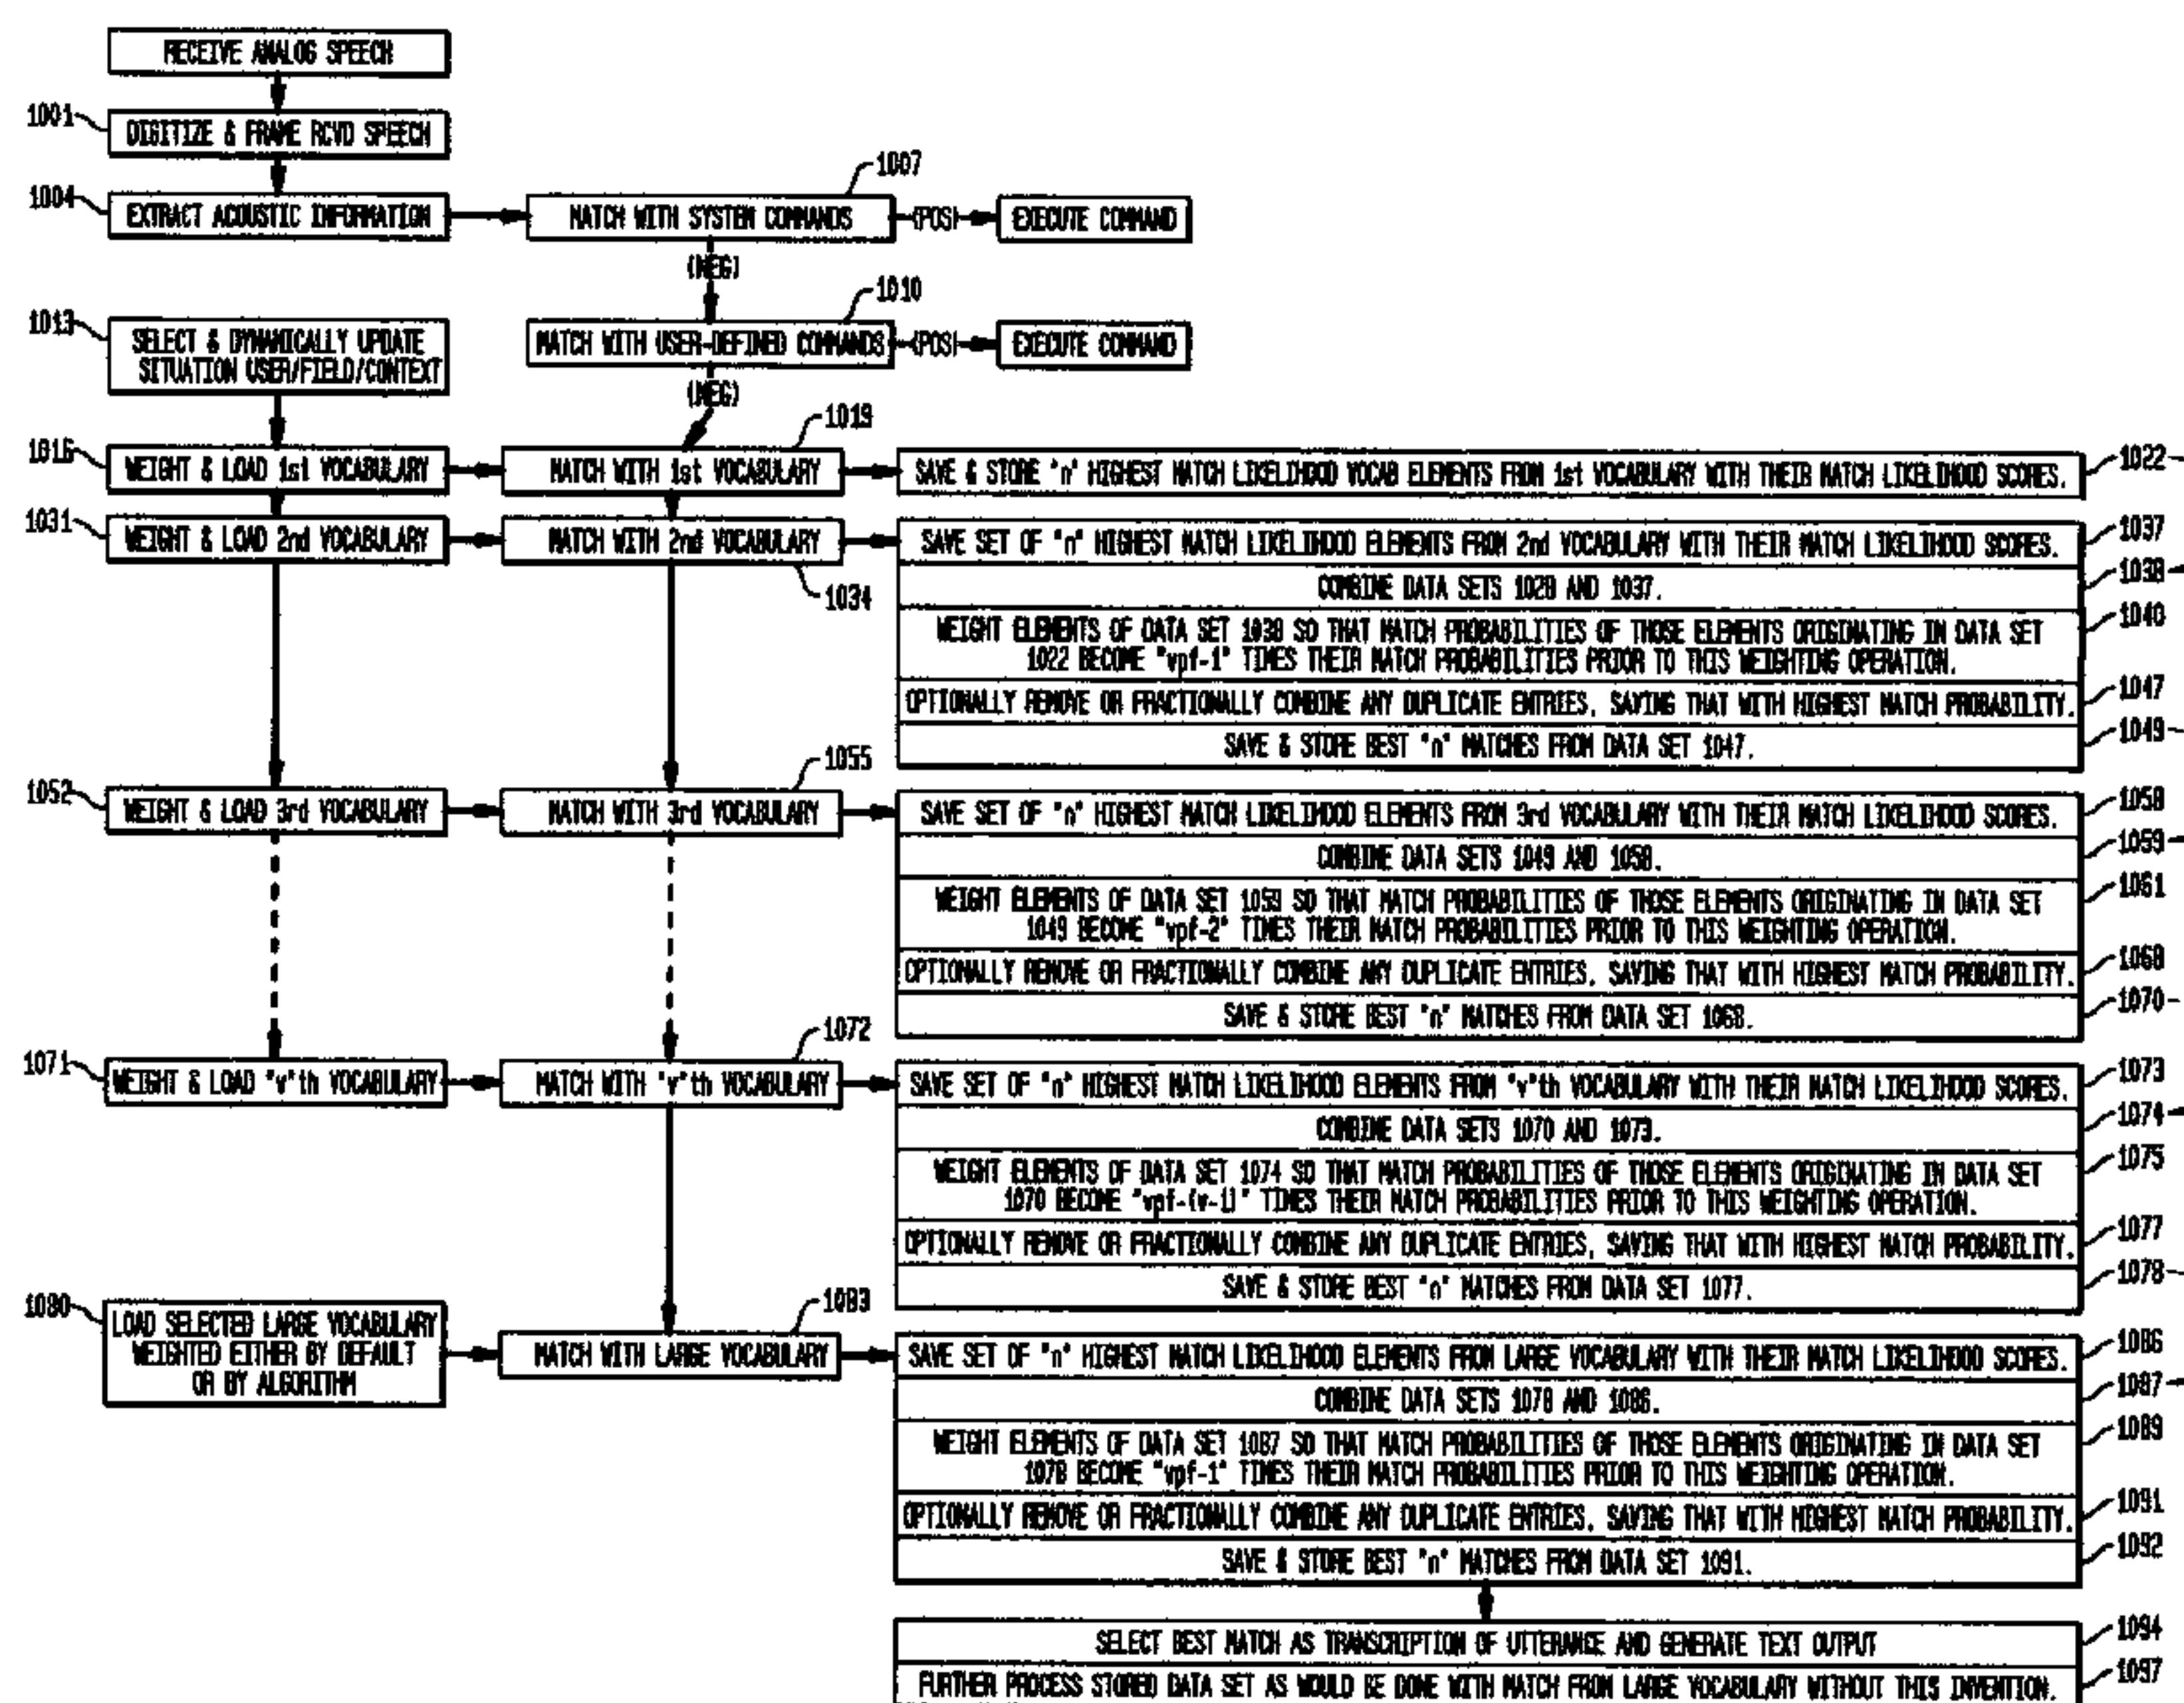 RECEIVE ANALOG SPEECH
1001
DIGITIZE & FRAME RCVD SPEECH
1004
EXTRACT ACOUSTIC INFORMATION
1007
MATCH WITH SYSTEM COMMANDS
(POS)
EXECUTE COMMAND
(NEG)
1010
MATCH WITH USER-DEFINED COMMANDS
(POS)
EXECUTE COMMAND
(NEG)
1013
SELECT & DYNAMICALLY UPDATE
SITUATION USER/FIELD/CONTEXT
1016
WEIGHT & LOAD 1st VOCABULARY
1019
MATCH WITH 1st VOCABULARY
SAVE & STORE "n" HIGHEST MATCH LIKELIHOOD VOCAB ELEMENTS FROM 1st VOCABULARY WITH THEIR MATCH LIKELIHOOD SCORES.
1022
1031
WEIGHT & LOAD 2nd VOCABULARY
MATCH WITH 2nd VOCABULARY
1034
SAVE SET OF "n" HIGHEST MATCH LIKELIHOOD ELEMENTS FROM 2nd VOCABULARY WITH THEIR MATCH LIKELIHOOD SCORES.
1037
COMBINE DATA SETS 1028 AND 1037.
1038
WEIGHT ELEMENTS OF DATA SET 1038 SO THAT MATCH PROBABILITIES OF THOSE ELEMENTS ORIGINATING IN DATA SET
1022 BECOME "vpf-1" TIMES THEIR MATCH PROBABILITIES PRIOR TO THIS WEIGHTING OPERATION.
1040
OPTIONALLY REMOVE OR FRACTIONALLY COMBINE ANY DUPLICATE ENTRIES, SAVING THAT WITH HIGHEST MATCH PROBABILITY.
1047
SAVE & STORE BEST "n" MATCHES FROM DATA SET 1047.
1049
1052
WEIGHT & LOAD 3rd VOCABULARY
1055
MATCH WITH 3rd VOCABULARY
SAVE SET OF "n" HIGHEST MATCH LIKELIHOOD ELEMENTS FROM 3rd VOCABULARY WITH THEIR MATCH LIKELIHOOD SCORES.
1058
COMBINE DATA SETS 1049 AND 1058.
1059
WEIGHT ELEMENTS OF DATA SET 1059 SO THAT MATCH PROBABILITIES OF THOSE ELEMENTS ORIGINATING IN DATA SET
1049 BECOME "vpf-2" TIMES THEIR MATCH PROBABILITIES PRIOR TO THIS WEIGHTING OPERATION.
1061
OPTIONALLY REMOVE OR FRACTIONALLY COMBINE ANY DUPLICATE ENTRIES, SAVING THAT WITH HIGHEST MATCH PROBABILITY.
1068
SAVE & STORE BEST "n" MATCHES FROM DATA SET 1068.
1070
1071
WEIGHT & LOAD "v"th VOCABULARY
1072
MATCH WITH "v"th VOCABULARY
SAVE SET OF "n" HIGHEST MATCH LIKELIHOOD ELEMENTS FROM "v"th VOCABULARY WITH THEIR MATCH LIKELIHOOD SCORES.
1073
COMBINE DATA SETS 1070 AND 1073.
1074
WEIGHT ELEMENTS OF DATA SET 1074 SO THAT MATCH PROBABILITIES OF THOSE ELEMENTS ORIGINATING IN DATA SET
1070 BECOME "vpf-(v-1)" TIMES THEIR MATCH PROBABILITIES PRIOR TO THIS WEIGHTING OPERATION.
1075
OPTIONALLY REMOVE OR FRACTIONALLY COMBINE ANY DUPLICATE ENTRIES, SAVING THAT WITH HIGHEST MATCH PROBABILITY.
1077
SAVE & STORE BEST "n" MATCHES FROM DATA SET 1077.
1078
1080
LOAD SELECTED LARGE VOCABULARY
WEIGHTED EITHER BY DEFAULT
OR BY ALGORITHM
1083
MATCH WITH LARGE VOCABULARY
SAVE SET OF "n" HIGHEST MATCH LIKELIHOOD ELEMENTS FROM LARGE VOCABULARY WITH THEIR MATCH LIKELIHOOD SCORES.
1086
COMBINE DATA SETS 1078 AND 1086.
1087
WEIGHT ELEMENTS OF DATA SET 1087 SO THAT MATCH PROBABILITIES OF THOSE ELEMENTS ORIGINATING IN DATA SET
1078 BECOME "vpf-1" TIMES THEIR MATCH PROBABILITIES PRIOR TO THIS WEIGHTING OPERATION.
1089
OPTIONALLY REMOVE OR FRACTIONALLY COMBINE ANY DUPLICATE ENTRIES, SAVING THAT WITH HIGHEST MATCH PROBABILITY.
1091
SAVE & STORE BEST "n" MATCHES FROM DATA SET 1091.
1092
SELECT BEST MATCH AS TRANSCRIPTION OF UTTERANCE AND GENERATE TEXT OUTPUT
1094
FURTHER PROCESS STORED DATA SET AS WOULD BE DONE WITH MATCH FROM LARGE VOCABULARY WITHOUT THIS INVENTION.
1097